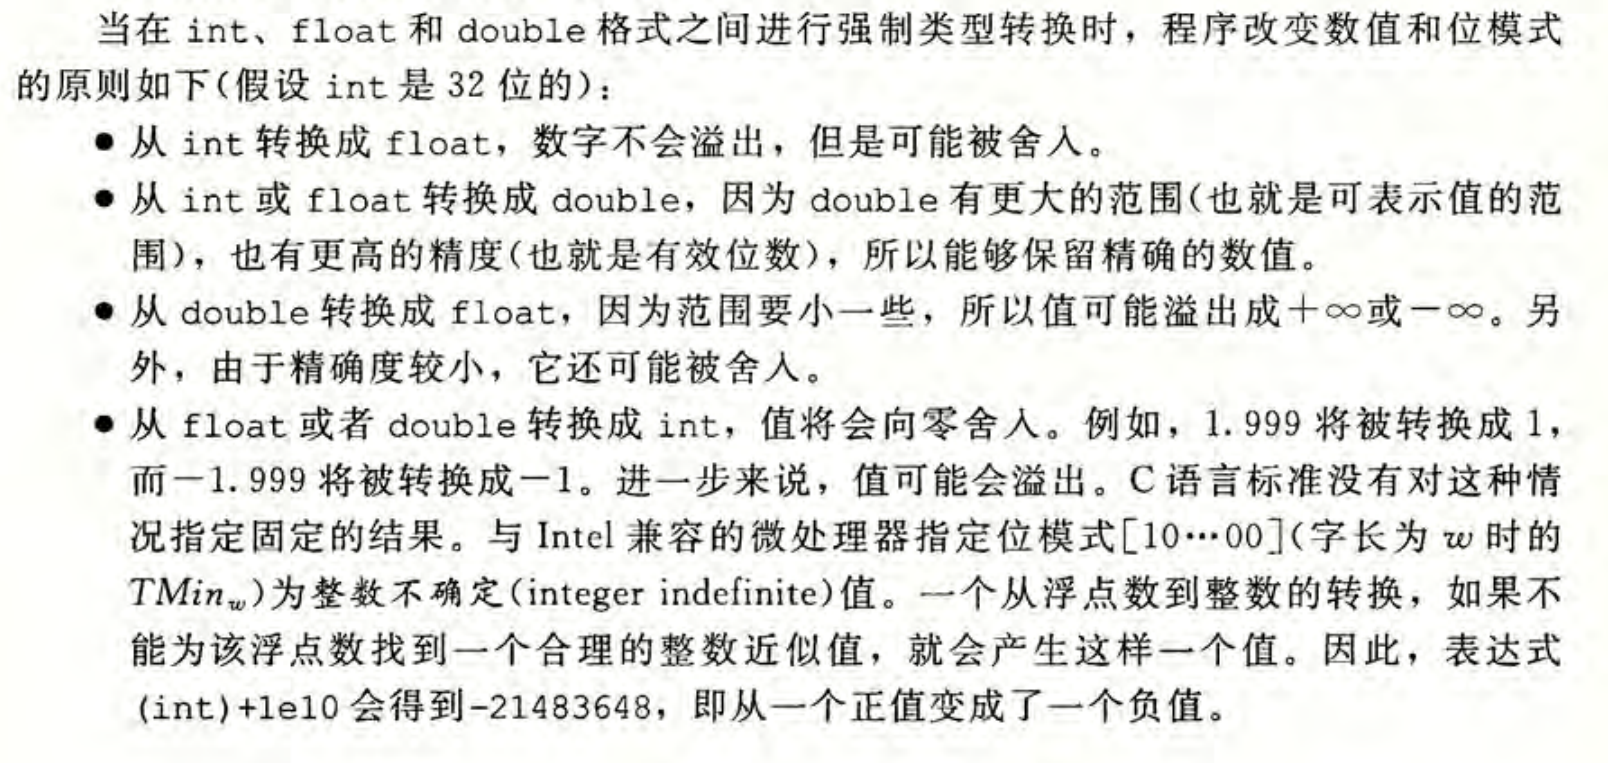 当在 int、float 和 double 格式之间进行强制类型转换时，程序改变数值和位模式
的原则如下(假设 int 是 32 位的)：
● 从 int 转换成 float，数字不会溢出，但是可能被舍入。
● 从 int 或 float 转换成 double，因为 double 有更大的范围(也就是可表示值的范
围)，也有更高的精度(也就是有效位数)，所以能够保留精确的数值。
● 从 double 转换成 float，因为范围要小一些，所以值可能溢出成+∞或-∞。另
外，由于精确度较小，它还可能被舍入。
● 从 float 或者 double 转换成 int，值将会向零舍入。例如，1.999 将被转换成 1，
而-1.999 将被转换成-1。进一步来说，值可能会溢出。C 语言标准没有对这种情
况指定固定的结果。与 Intel 兼容的微处理器指定位模式[10…00](字长为 w 时的
TMin_w)为整数不确定(integer indefinite)值。一个从浮点数到整数的转换，如果不
能为该浮点数找到一个合理的整数近似值，就会产生这样一个值。因此，表达式
(int)+1e10 会得到-21483648，即从一个正值变成了一个负值。